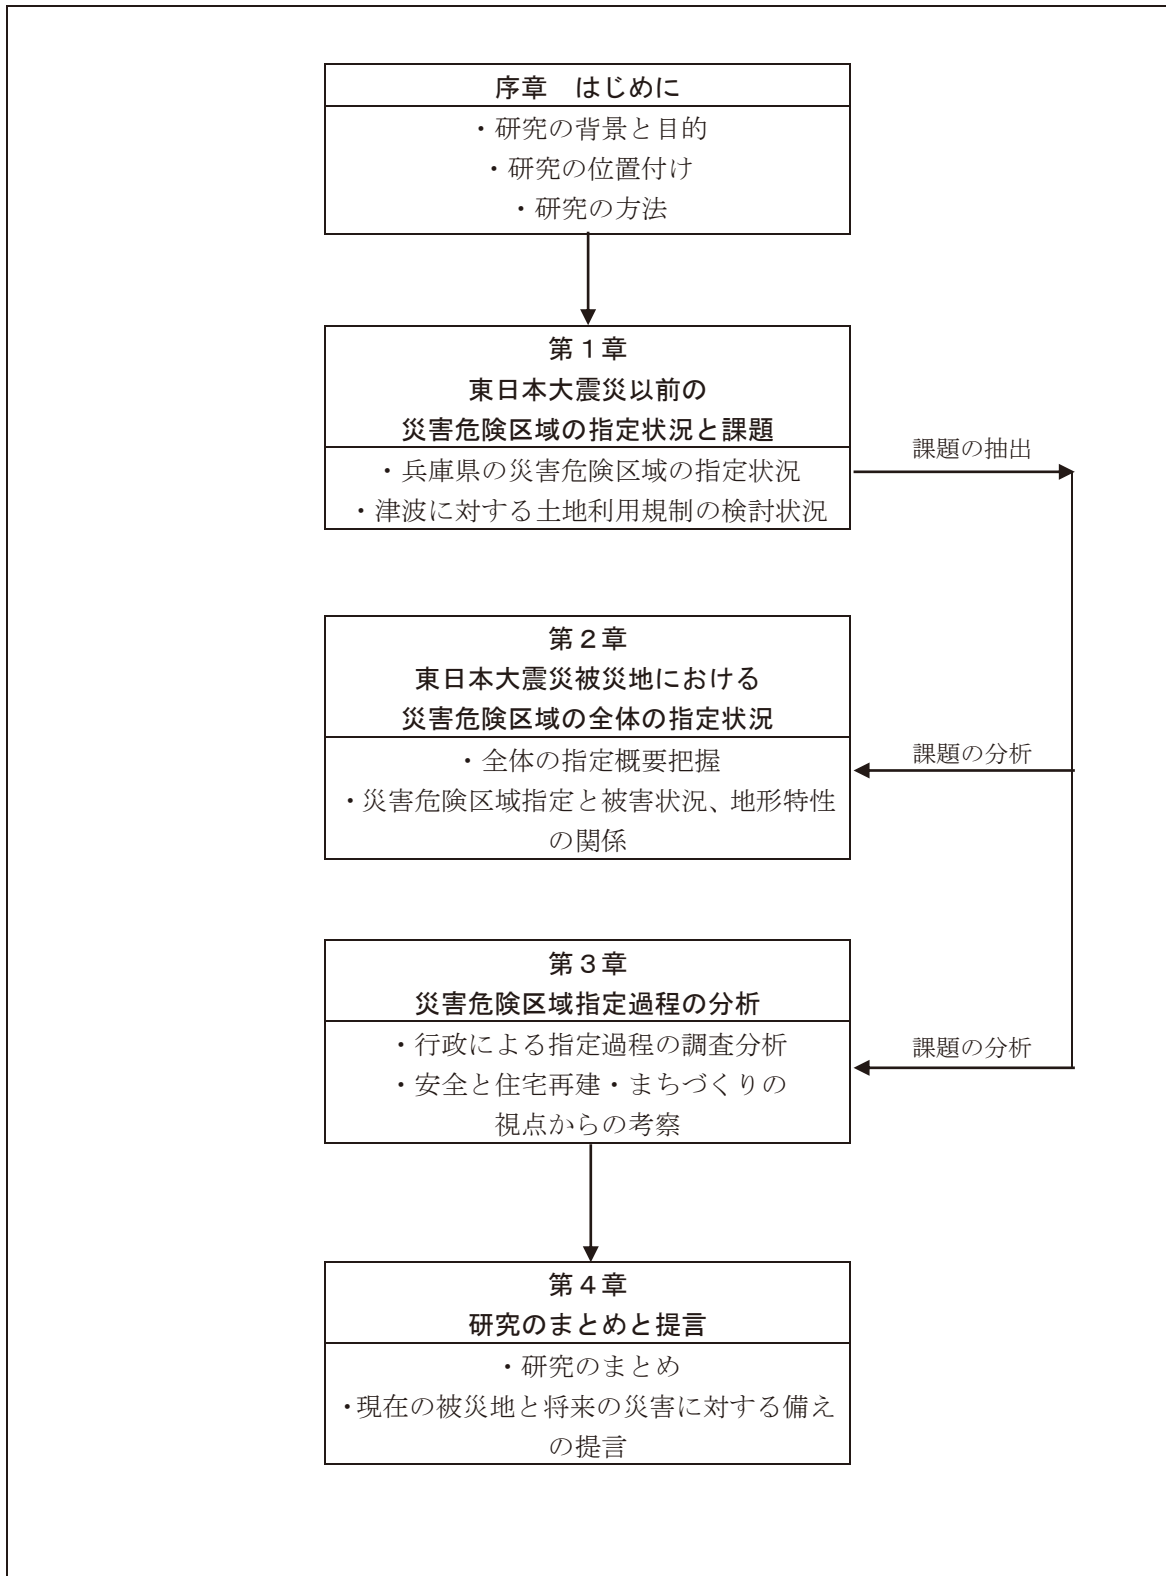 序章　はじめに
・研究の背景と目的
・研究の位置付け
・研究の方法
第１章
東日本大震災以前の
災害危険区域の指定状況と課題
・兵庫県の災害危険区域の指定状況
・津波に対する土地利用規制の検討状況
課題の抽出
第２章
東日本大震災被災地における
災害危険区域の全体の指定状況
・全体の指定概要把握
・災害危険区域指定と被害状況、地形特性
の関係
課題の分析
第３章
災害危険区域指定過程の分析
・行政による指定過程の調査分析
・安全と住宅再建・まちづくりの
視点からの考察
課題の分析
第４章
研究のまとめと提言
・研究のまとめ
・現在の被災地と将来の災害に対する備え
の提言